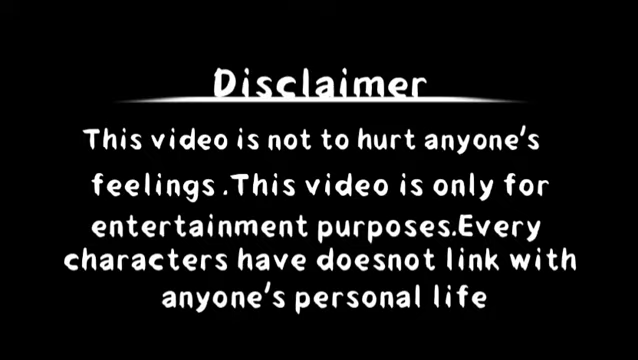 Disclaimer
This video is not to hurt anyone's
feelings .This video is only for
entertainment purposes.Every
characters have doesnot link with
anyone's personal life